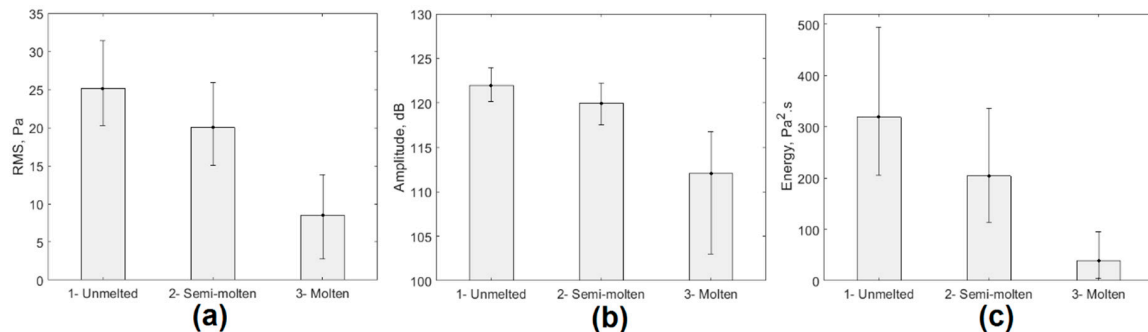 35
30
25
20
15
10
5
0
RMS, Pa
1- Unmelted 2- Semi-molten 3- Molten
(a)
125
120
115
110
105
100
Amplitude, dB
1- Unmelted 2- Semi-molten 3- Molten
(b)
500
400
300
200
100
0
Energy, Pa².s
1- Unmelted 2- Semi-molten 3- Molten
(c)